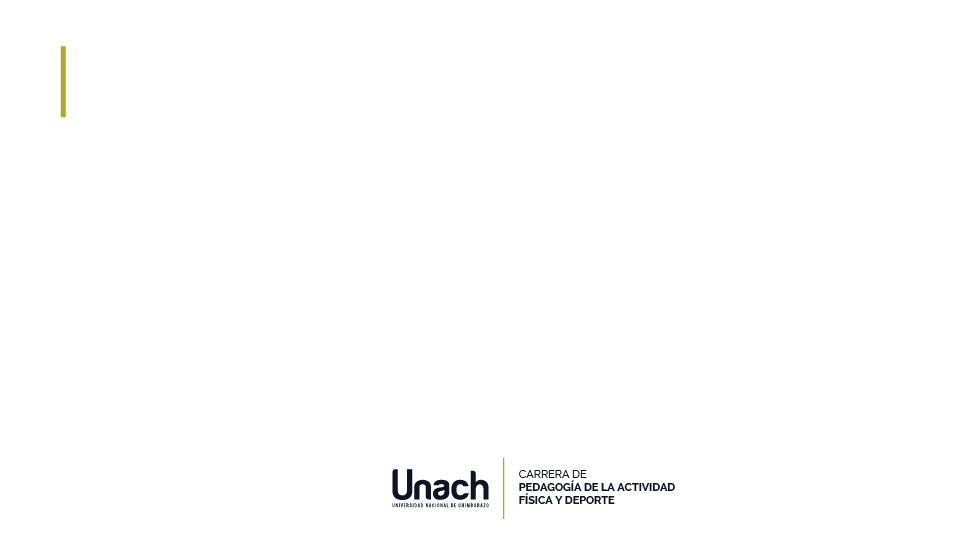 Unach
UNIVERSIDAD NACIONAL DE CHIMBORAZO
CARRERA DE
PEDAGOGÍA DE LA ACTIVIDAD
FÍSICA Y DEPORTE